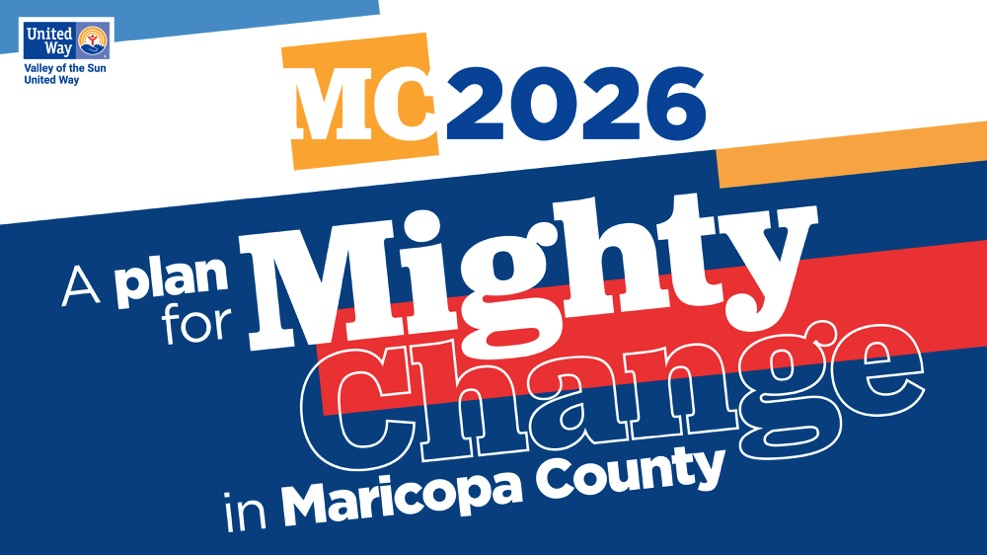 United
Way
Valley of the Sun
United Way
MC2026
A plan
for Mighty
Change
in Maricopa County